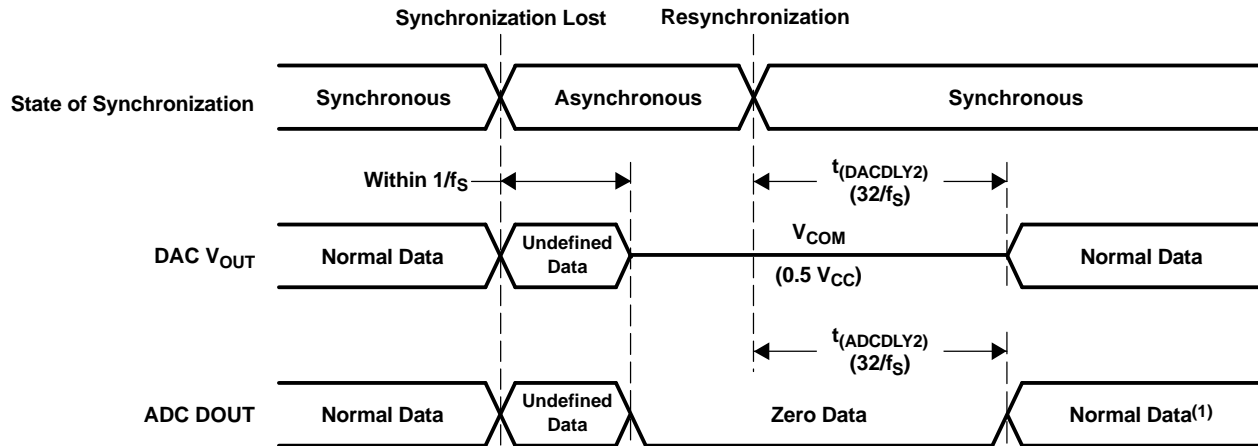 Synchronization Lost
Resynchronization
State of Synchronization
Synchronous
Asynchronous
Synchronous
Within 1/fS
t(DACDLY2)
(32/fS)
DAC VOUT
Normal Data
Undefined
Data
VCOM
(0.5 VCC)
Normal Data
t(ADCDLY2)
(32/fS)
ADC DOUT
Normal Data
Undefined
Data
Zero Data
Normal Data(1)